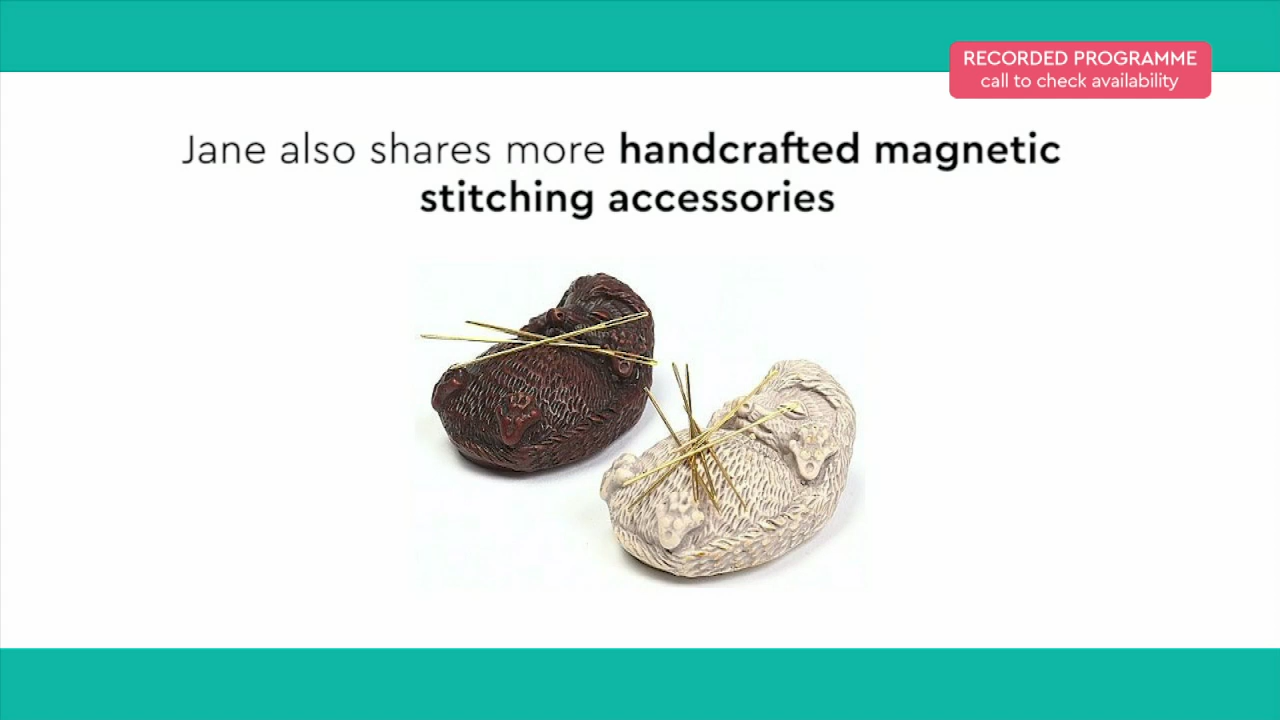 RECORDED PROGRAMME
call to check availability
Jane also shares more handcrafted magnetic
stitching accessories